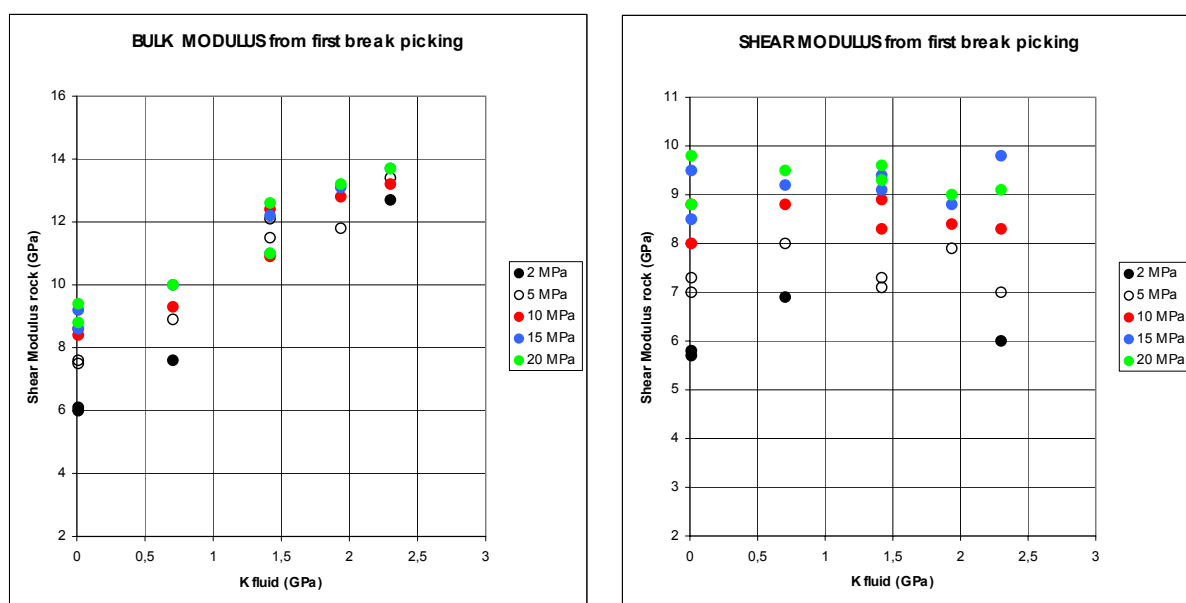 BULK MODULUS from first break picking
Shear Modulus rock (GPa)
16
14
12
10
8
6
4
2
0
0,5
1
1,5
2
2,5
3
K fluid (GPa)
2 MPa
5 MPa
10 MPa
15 MPa
20 MPa
SHEAR MODULUS from first break picking
Shear Modulus rock (GPa)
11
10
9
8
7
6
5
4
3
2
0
0,5
1
1,5
2
2,5
3
K fluid (GPa)
2 MPa
5 MPa
10 MPa
15 MPa
20 MPa